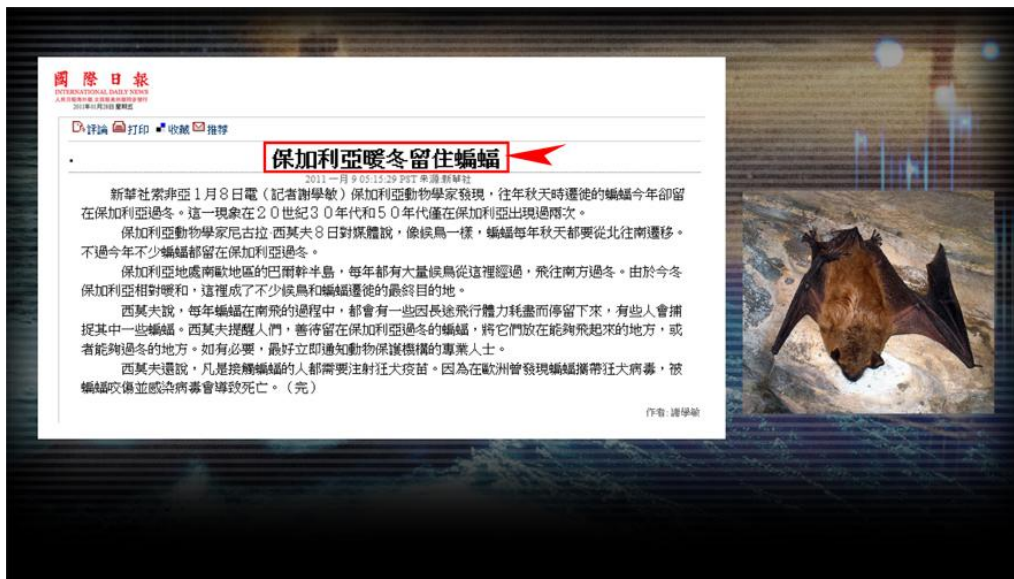 國際日報
INTERNATIONAL DAILY NEWS
2011年01月28日 星期五
評論 打印 收藏 推荐
保加利亞暖冬留住蝙蝠
2011 一月 9 05:15:29 PST 來源:新華社
新華社索非亞１月８日電（記者謝學敏）保加利亞動物學家發現，往年秋天時遷徙的蝙蝠今年卻留
在保加利亞過冬。這一現象在２０世紀３０年代和５０年代僅在保加利亞出現過兩次。
保加利亞動物學家尼古拉·西莫夫８日對媒體說，像候鳥一樣，蝙蝠每年秋天都要從北往南遷移。
不過今年不少蝙蝠都留在保加利亞過冬。
保加利亞地處南歐地區的巴爾幹半島，每年都有大量候鳥從這裡經過，飛往南方過冬。由於今冬
保加利亞相對暖和，這裡成了不少候鳥和蝙蝠遷徙的最終目的地。
西莫夫說，每年蝙蝠在南飛的過程中，都會有一些因長途飛行體力耗盡而停留下來，有些人會捕
捉其中一些蝙蝠。西莫夫提醒人們，善待留在保加利亞過冬的蝙蝠，將它們放在能夠飛起來的地方，或
者能夠過冬的地方。如有必要，最好立即通知動物保護機構的專業人士。
西莫夫還說，凡是接觸蝙蝠的人都需要注射狂犬疫苗。因為在歐洲曾發現蝙蝠攜帶狂犬病毒，被
蝙蝠咬傷並感染病毒會導致死亡。（完）
作者: 謝學敏